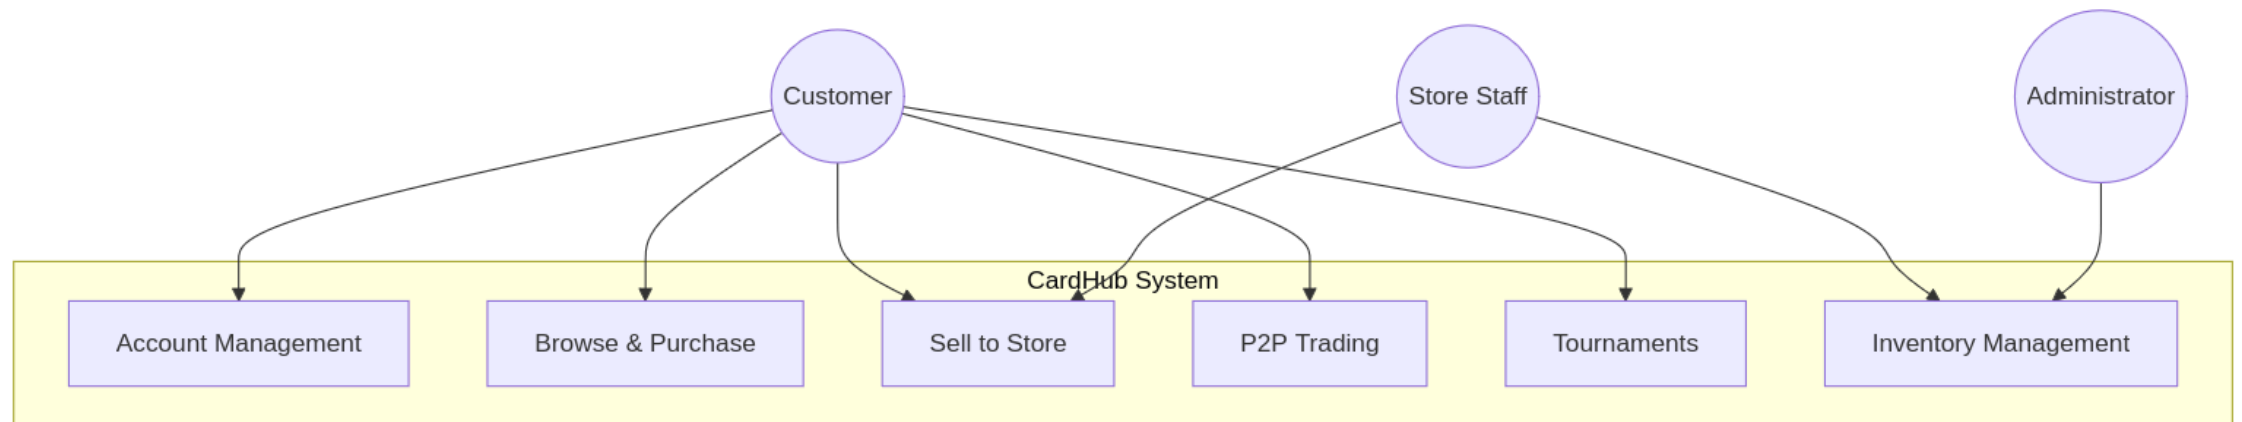 Customer
Store Staff
Administrator
CardHub System
Account Management
Browse & Purchase
Sell to Store
P2P Trading
Tournaments
Inventory Management